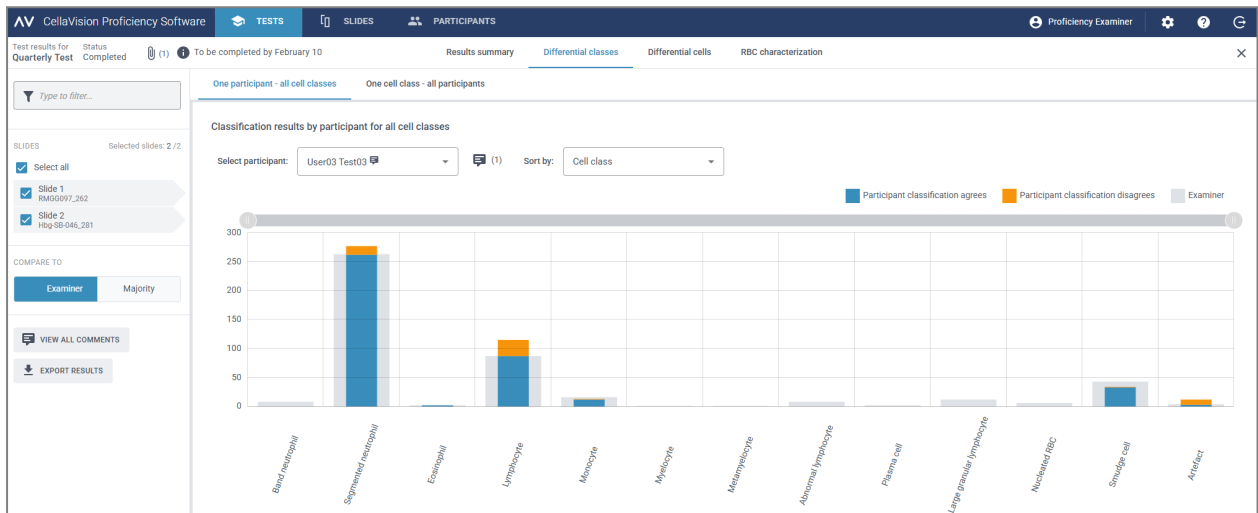 CellaVision Proficiency Software TESTS SLIDES PARTICIPANTS Proficiency Examiner
Test results for Status
Quarterly Test Completed (1) To be completed by February 10 Results summary Differential classes Differential cells RBC characterization
One participant - all cell classes One cell class - all participants
Type to filter...
Classification results by participant for all cell classes
SLIDES Selected slides: 2 /2
Select all
Slide 1
RMGG097_262
Slide 2
Hbg-SB-046_281
COMPARE TO
Examiner Majority
VIEW ALL COMMENTS
EXPORT RESULTS
Select participant: User03 Test03 (1) Sort by: Cell class
Participant classification agrees Participant classification disagrees Examiner
300
250
200
150
100
50
0
Band neutrophil
Segmented neutrophil
Eosinophil
Lymphocyte
Monocyte
Myelocyte
Metamyelocyte
Abnormal lymphocyte
Plasma cell
Large granular lymphocyte
Nucleated RBC
Smudge cell
Artefact